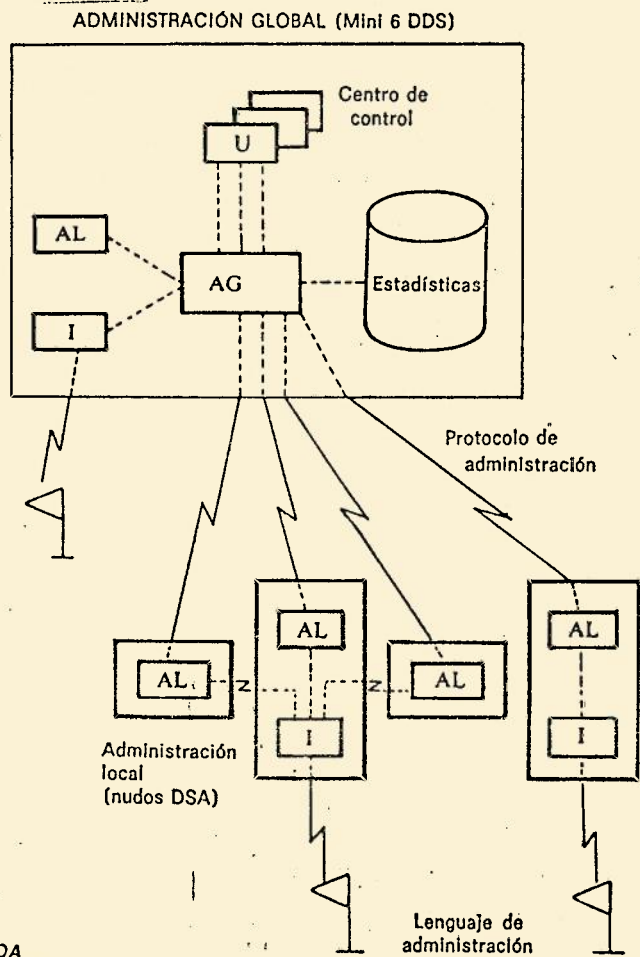 ADMINISTRACIÓN GLOBAL (Mini 6 DDS)
Centro de
control
U
AL
AG
Estadísticas
I
Protocolo de
administración
AL
AL
AL
AL
I
I
Administración
local
(nudos DSA)
Lenguaje de
administración
DA